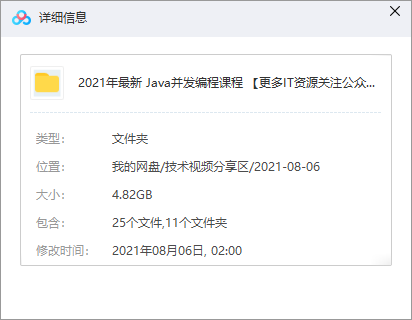 详细信息
2021年最新 Java并发编程课程 【更多IT资源关注公众...
类型： 文件夹
位置： 我的网盘/技术视频分享区/2021-08-06
大小： 4.82GB
包含： 25个文件,11个文件夹
修改时间： 2021年08月06日, 02:00